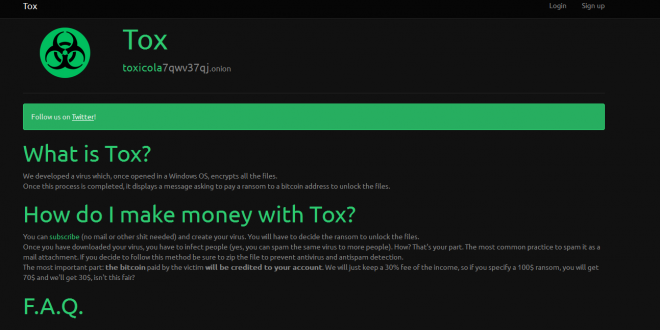 Tox
Login Sign up
Tox
toxicola7qwv37qj.onion
Follow us on Twitter!
What is Tox?
We developed a virus which, once opened in a Windows OS, encrypts all the files.
Once this process is completed, it displays a message asking to pay a ransom to a bitcoin address to unlock the files.
How do I make money with Tox?
You can subscribe (no mail or other shit needed) and create your virus. You will have to decide the ransom to unlock the files.
Once you have downloaded your virus, you have to infect people (yes, you can spam the same virus to more people). How? That's your part. The most common practice to spam it as a
mail attachment. If you decide to follow this method be sure to zip the file to prevent antivirus and antispam detection.
The most important part: the bitcoin paid by the victim will be credited to your account. We will just keep a 30% fee of the income, so if you specify a 100$ ransom, you will get
70$ and we'll get 30$, isn't this fair?
F.A.Q.